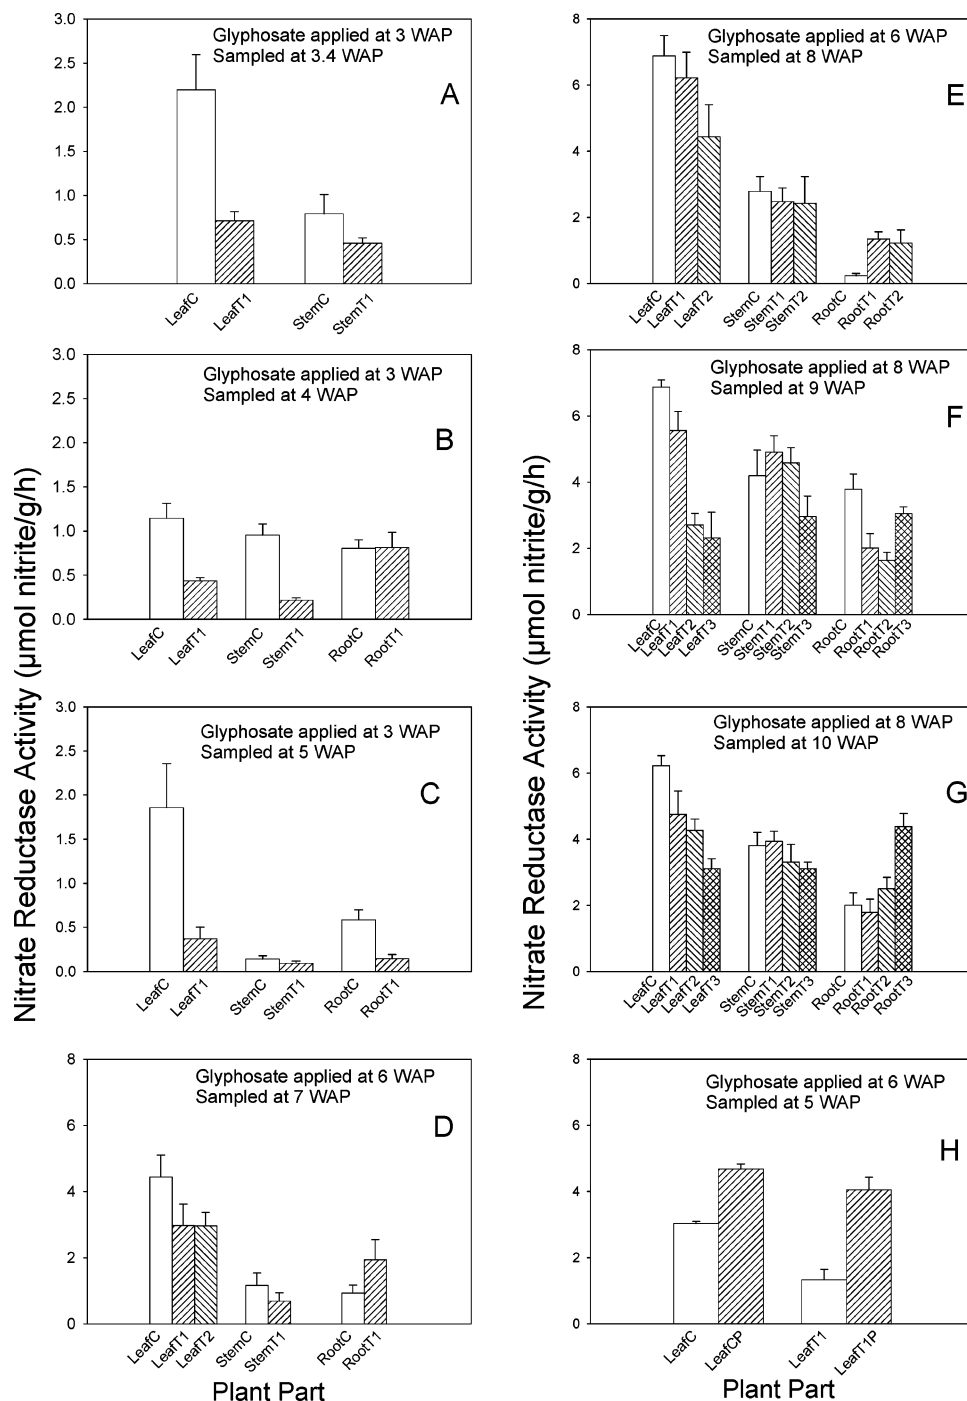 Nitrate Reductase Activity (µmol nitrite/g/h)
3.0
2.5
2.0
1.5
1.0
0.5
0.0
Glyphosate applied at 3 WAP
Sampled at 3.4 WAP
A
LeafC
LeafT1
StemC
StemT1
3.0
2.5
2.0
1.5
1.0
0.5
0.0
Glyphosate applied at 3 WAP
Sampled at 4 WAP
B
LeafC
LeafT1
StemC
StemT1
RootC
RootT1
3.0
2.5
2.0
1.5
1.0
0.5
0.0
Glyphosate applied at 3 WAP
Sampled at 5 WAP
C
LeafC
LeafT1
StemC
StemT1
RootC
RootT1
8
6
4
2
0
Glyphosate applied at 6 WAP
Sampled at 7 WAP
D
LeafC
LeafT1
LeafT2
StemC
StemT1
RootC
RootT1
Plant Part
Nitrate Reductase Activity (µmol nitrite/g/h)
8
6
4
2
0
Glyphosate applied at 6 WAP
Sampled at 8 WAP
E
LeafC
LeafT1
LeafT2
StemC
StemT1
StemT2
RootC
RootT1
RootT2
8
6
4
2
0
Glyphosate applied at 8 WAP
Sampled at 9 WAP
F
LeafC
LeafT1
LeafT2
LeafT3
StemC
StemT1
StemT2
StemT3
RootC
RootT1
RootT2
RootT3
8
6
4
2
0
Glyphosate applied at 8 WAP
Sampled at 10 WAP
G
LeafC
LeafT1
LeafT2
LeafT3
StemC
StemT1
StemT2
StemT3
RootC
RootT1
RootT2
RootT3
8
6
4
2
0
Glyphosate applied at 6 WAP
Sampled at 5 WAP
H
LeafC
LeafCP
LeafT1
LeafT1P
Plant Part